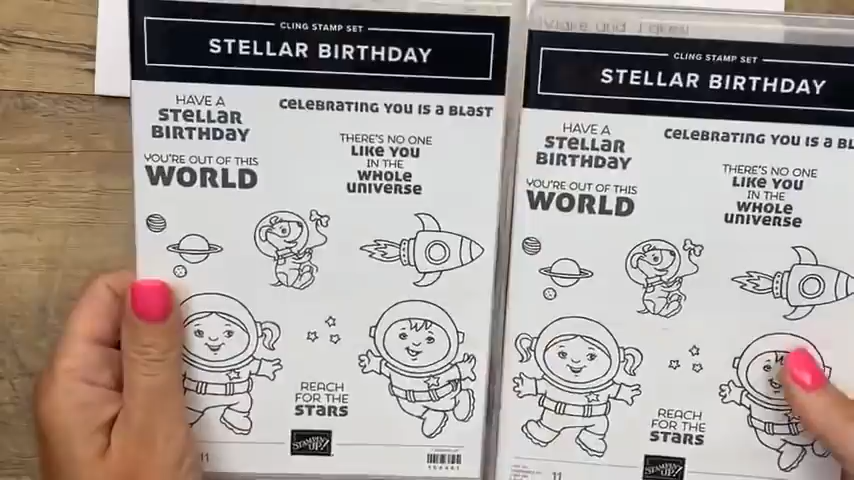 CLING STAMP SET
STELLAR BIRTHDAY
HAVE A
STELLAR
BIRTHDAY
CELEBRATING YOU IS A BLAST
YOU'RE OUT OF THIS
WORLD
THERE'S NO ONE
LIKE YOU
IN THE
WHOLE
UNIVERSE
REACH
FOR THE
STARS
STAMPIN' UP!
11
CLING STAMP SET
STELLAR BIRTHDAY
HAVE A
STELLAR
BIRTHDAY
CELEBRATING YOU IS A
YOU'RE OUT OF THIS
WORLD
THERE'S NO ONE
LIKE YOU
IN THE
WHOLE
UNIVERSE
REACH
FOR THE
STARS
STAMPIN' UP!
11